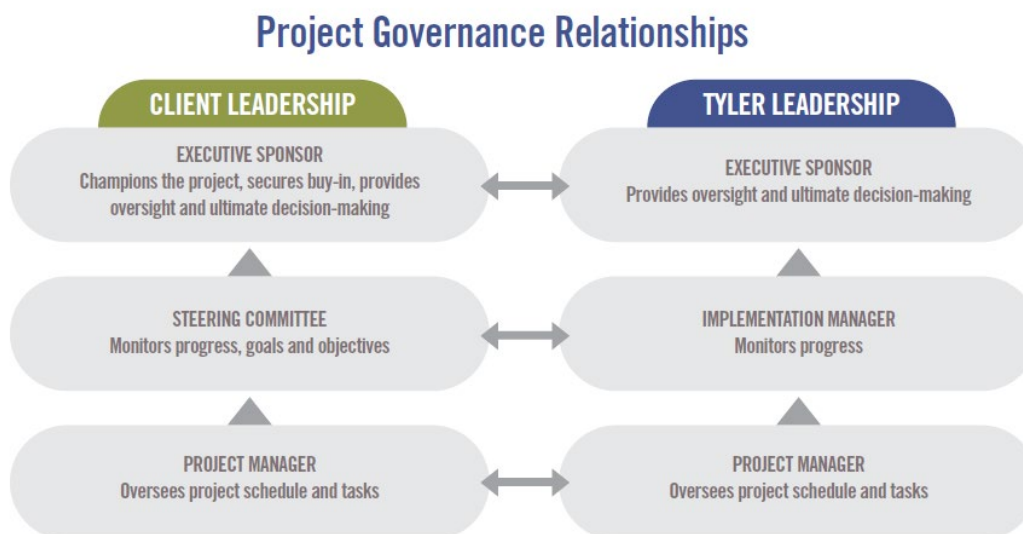 Project Governance Relationships
CLIENT LEADERSHIP
EXECUTIVE SPONSOR
Champions the project, secures buy-in, provides
oversight and ultimate decision-making
STEERING COMMITTEE
Monitors progress, goals and objectives
PROJECT MANAGER
Oversees project schedule and tasks
TYLER LEADERSHIP
EXECUTIVE SPONSOR
Provides oversight and ultimate decision-making
IMPLEMENTATION MANAGER
Monitors progress
PROJECT MANAGER
Oversees project schedule and tasks